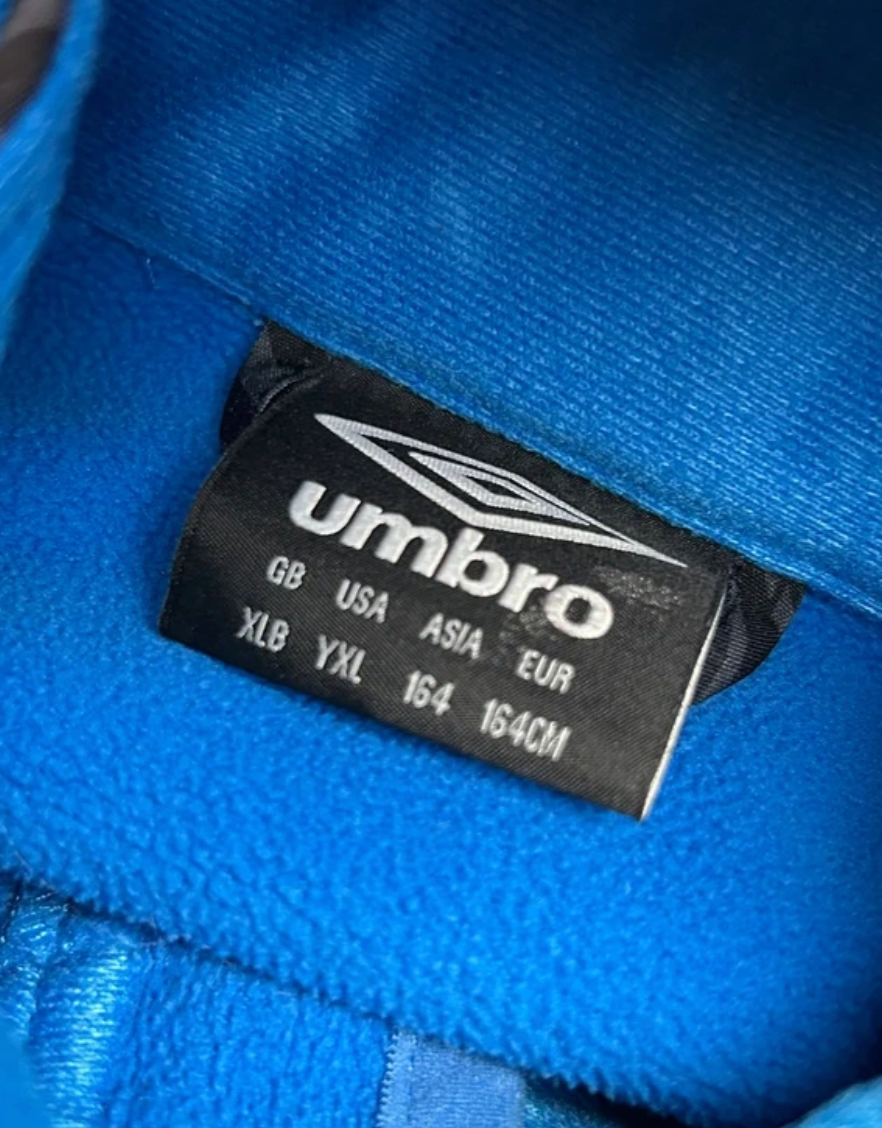 umbro
GB USA ASIA EUR
XLB YXL 164 164CM